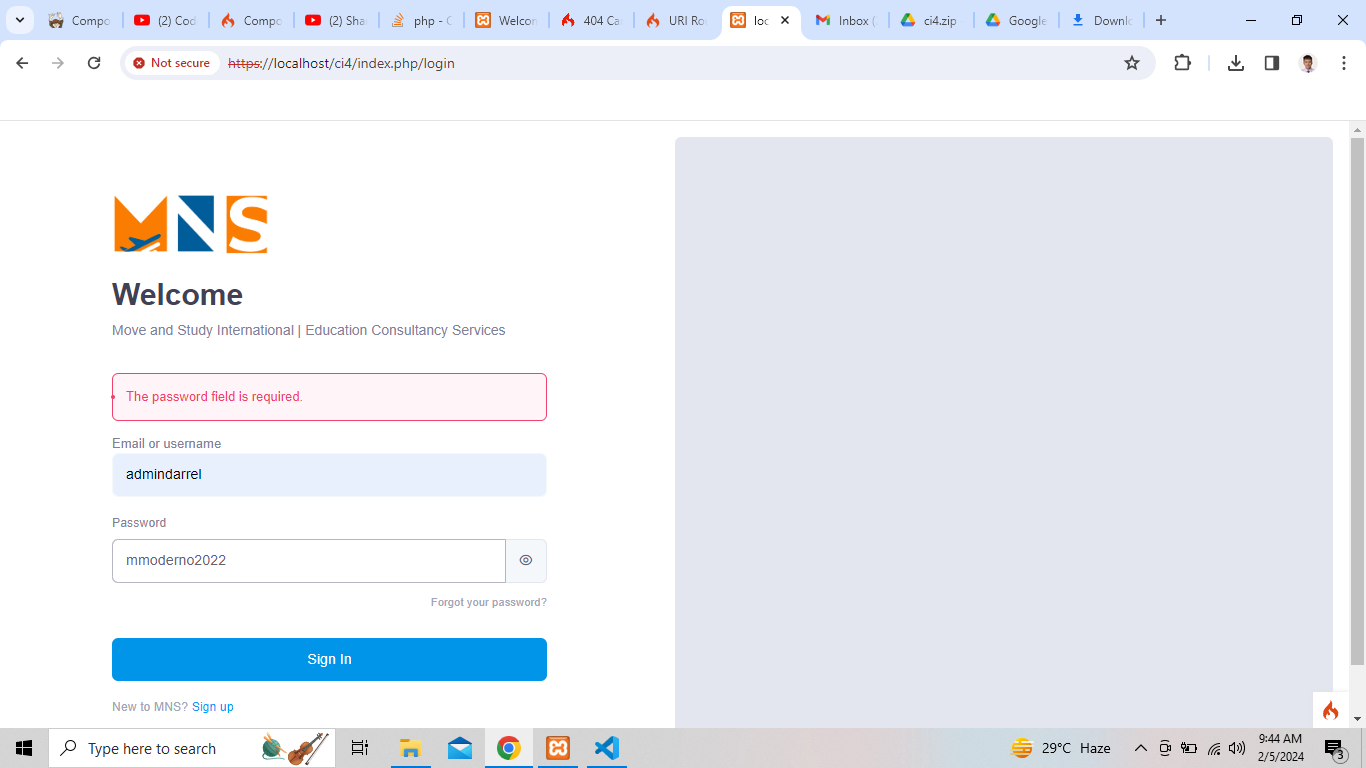 Compo
(2) Cod
Compo
(2) Sha
php - C
Welcon
404 Ca
URI Ro
loc
Inbox (
ci4.zip
Google
Downlo
Not secure
https://localhost/ci4/index.php/login
MNS
Welcome
Move and Study International | Education Consultancy Services
The password field is required.
Email or username
admindarrel
Password
mmoderno2022
Forgot your password?
Sign In
New to MNS? Sign up
Type here to search
29°C Haze
9:44 AM
2/5/2024
3